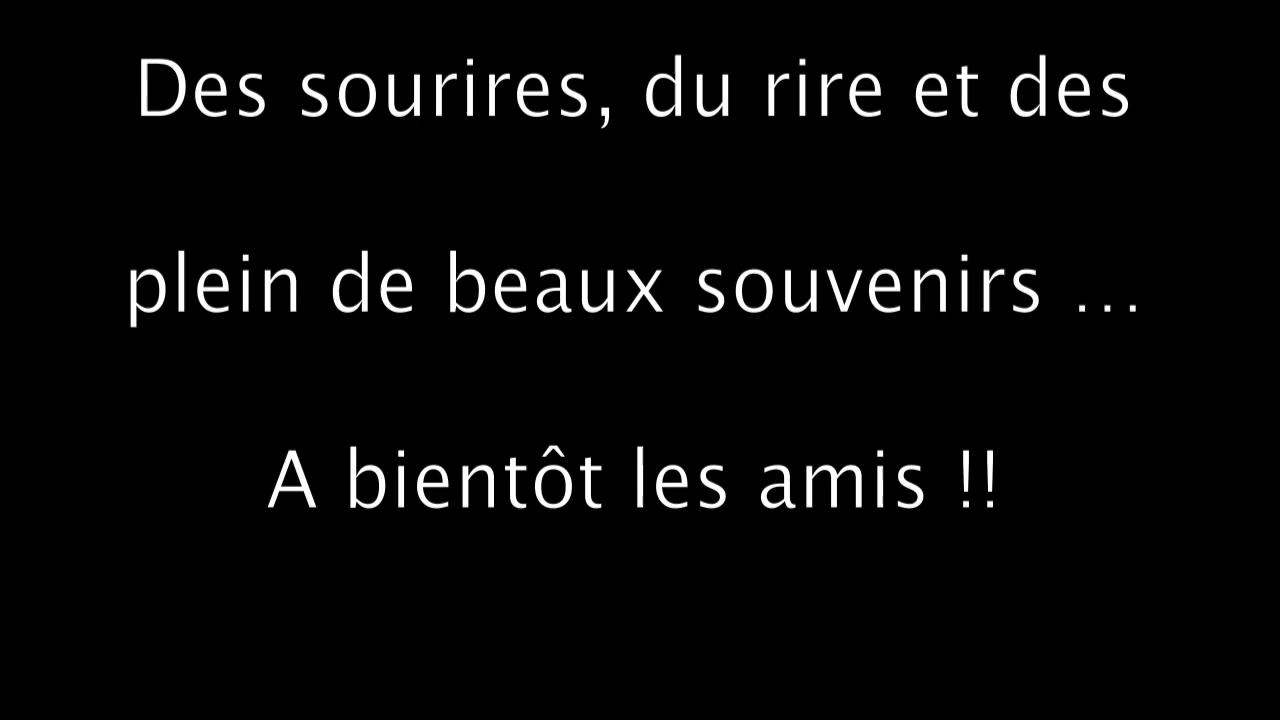 Des sourires, du rire et des
plein de beaux souvenirs ...
A bientôt les amis !!